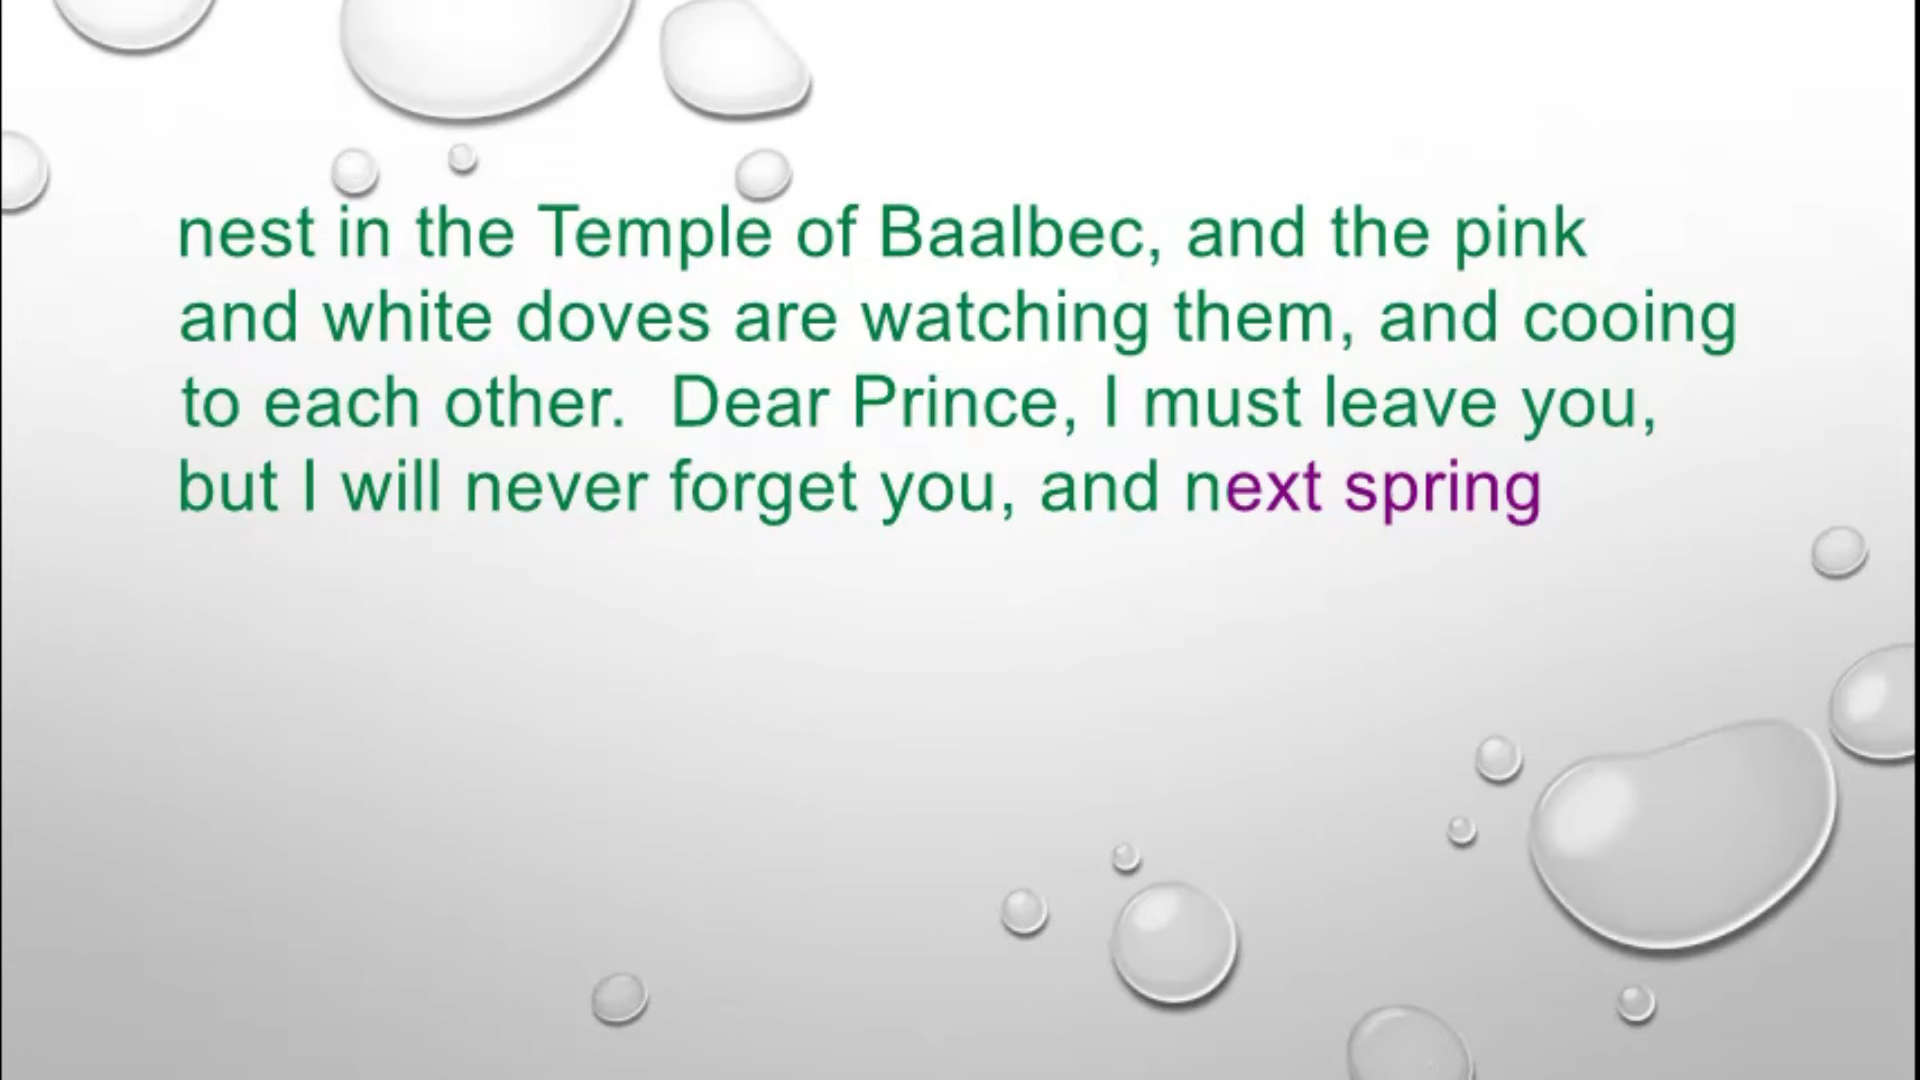 nest in the Temple of Baalbec, and the pink
and white doves are watching them, and cooing
to each other.  Dear Prince, I must leave you,
but I will never forget you, and next spring